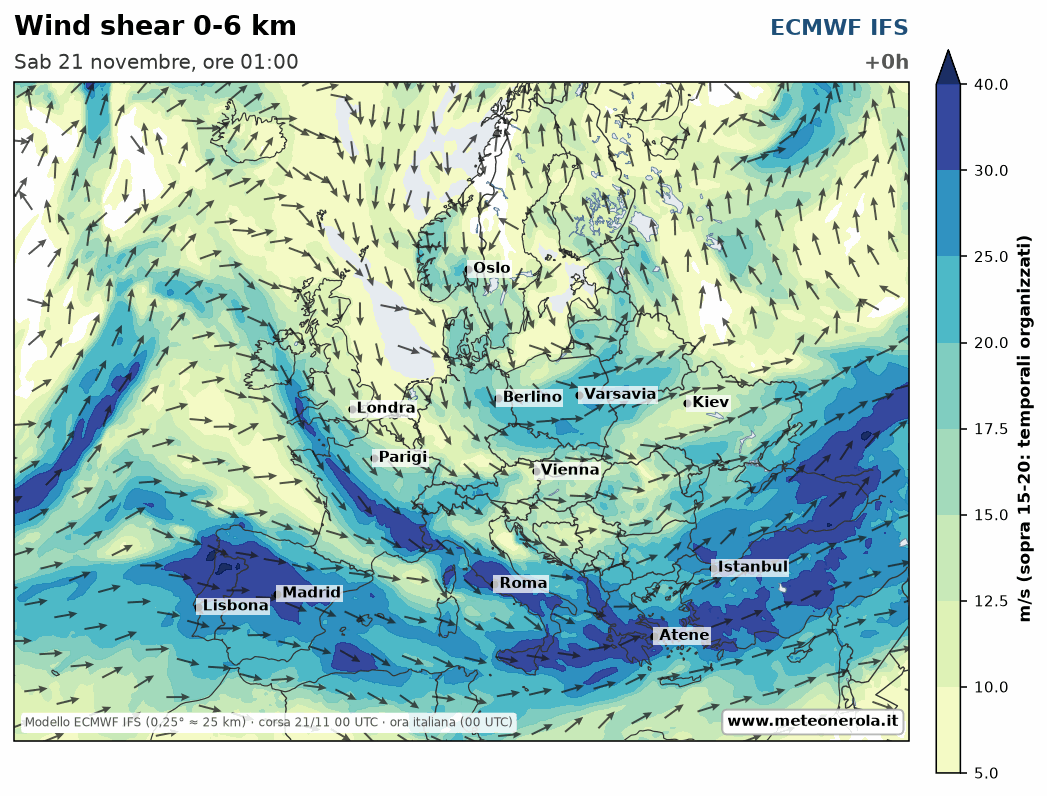 Wind shear 0-6 km
ECMWF IFS
Sab 21 novembre, ore 01:00
+0h
40.0
30.0
25.0
20.0
17.5
15.0
12.5
10.0
5.0
m/s (sopra 15-20: temporali organizzati)
Oslo
Berlino
Varsavia
Kiev
Londra
Parigi
Vienna
Istanbul
Roma
Madrid
Lisbona
Atene
Modello ECMWF IFS (0,25° ≈ 25 km) · corsa 21/11 00 UTC · ora italiana (00 UTC)
www.meteonerola.it